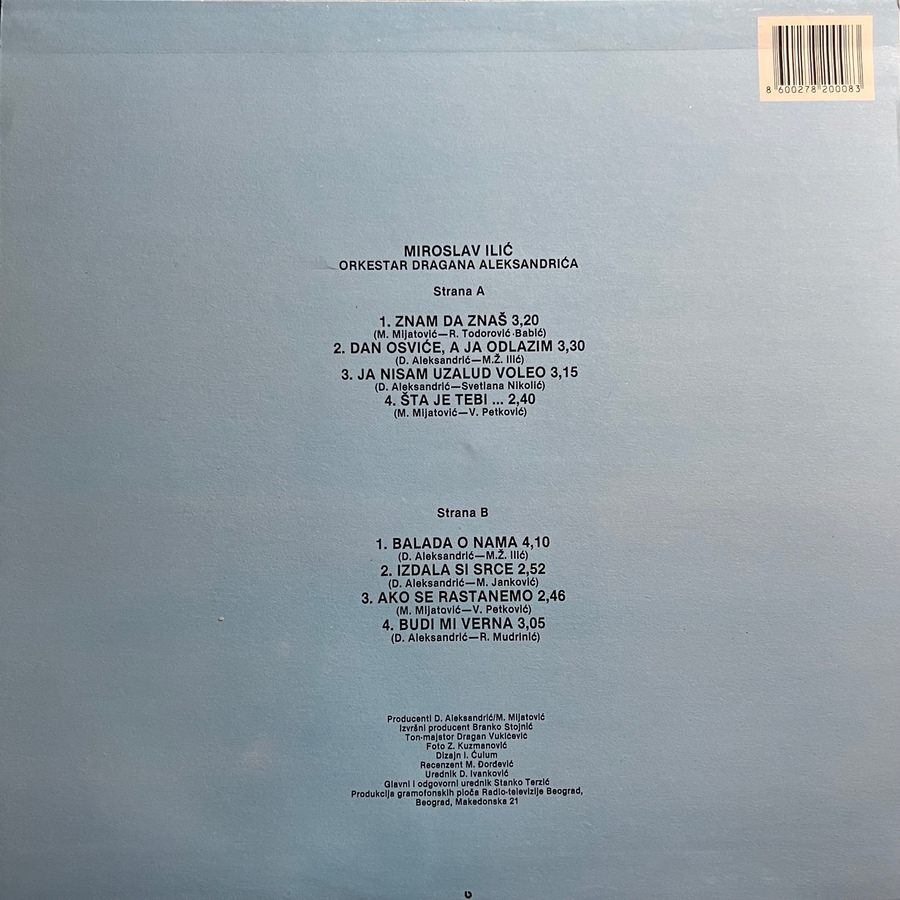 8 600278 200083
MIROSLAV ILIĆ
ORKESTAR DRAGANA ALEKSANDRIĆA
Strana A
1. ZNAM DA ZNAŠ 3,20
(M. Mijatović—R. Todorović-Babić)
2. DAN OSVIĆE, A JA ODLAZIM 3,30
(D. Aleksandrić—M.Ž. Ilić)
3. JA NISAM UZALUD VOLEO 3,15
(D. Aleksandrić—Svetlana Nikolić)
4. ŠTA JE TEBI ... 2,40
(M. Mijatović—V. Petković)
Strana B
1. BALADA O NAMA 4,10
(D. Aleksandrić—M.Ž. Ilić)
2. IZDALA SI SRCE 2,52
(D. Aleksandrić—M. Janković)
3. AKO SE RASTANEMO 2,46
(M. Mijatović—V. Petković)
4. BUDI MI VERNA 3,05
(D. Aleksandrić—R. Mudrinić)
Producenti D. Aleksandrić/M. Mijatović
Izvršni producent Branko Stojnić
Ton-majstor Dragan Vukićević
Foto Z. Kuzmanović
Dizajn I. Ćulum
Recenzent M. Đorđević
Urednik D. Ivanković
Glavni i odgovorni urednik Stanko Terzić
Produkcija gramofonskih ploča Radio-televizije Beograd,
Beograd, Makedonska 21